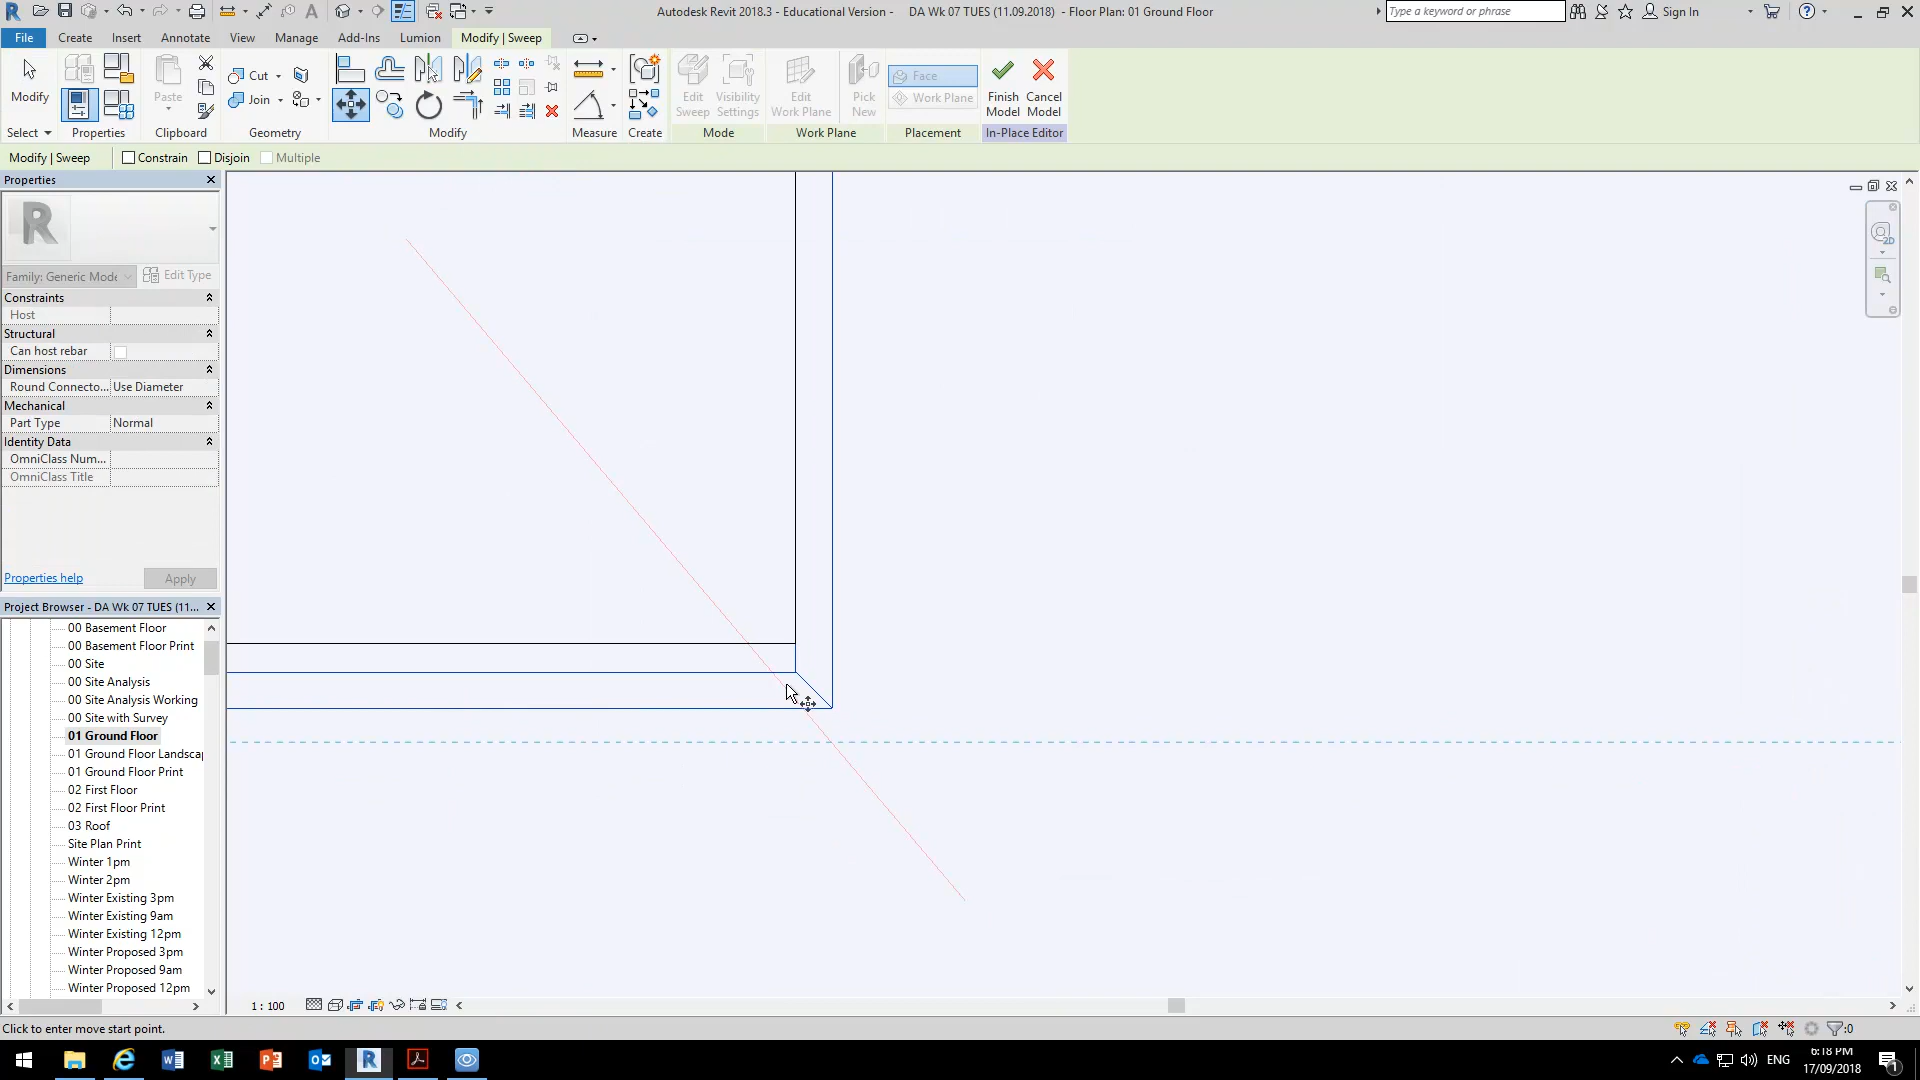 Autodesk Revit 2018.3 - Educational Version -    DA Wk 07 TUES (11.09.2018)  - Floor Plan: 01 Ground Floor
Type a keyword or phrase
Sign In
File
Create
Insert
Annotate
View
Manage
Add-Ins
Lumion
Modify | Sweep
Modify
Paste
Cut
Join
Edit Sweep
Visibility Settings
Edit Work Plane
Pick New
Face
Work Plane
Finish Model
Cancel Model
Select
Properties
Clipboard
Geometry
Modify
Measure
Create
Mode
Work Plane
Placement
In-Place Editor
Modify | Sweep
Constrain
Disjoin
Multiple
Properties
Family: Generic Mode
Edit Type
Constraints
Host
Structural
Can host rebar
Dimensions
Round Connecto... Use Diameter
Mechanical
Part Type Normal
Identity Data
OmniClass Num...
OmniClass Title
Properties help
Apply
Project Browser - DA Wk 07 TUES (11...
00 Basement Floor
00 Basement Floor Print
00 Site
00 Site Analysis
00 Site Analysis Working
00 Site with Survey
01 Ground Floor
01 Ground Floor Landscap
01 Ground Floor Print
02 First Floor
02 First Floor Print
03 Roof
Site Plan Print
Winter 1pm
Winter 2pm
Winter Existing 3pm
Winter Existing 9am
Winter Existing 12pm
Winter Proposed 3pm
Winter Proposed 9am
Winter Proposed 12pm
2D
1 : 100
Click to enter move start point.
:0
ENG
6:18 PM
17/09/2018
1